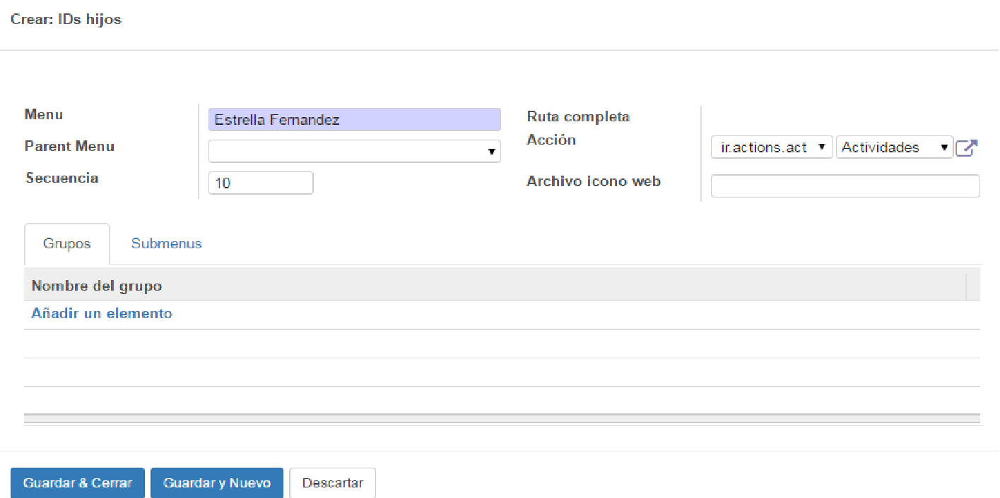 Crear: IDs hijos
Menu
Estrella Fernandez
Parent Menu
Secuencia
10
Ruta completa
Acción
ir.actions.act
Actividades
Archivo icono web
Grupos
Submenus
Nombre del grupo
Añadir un elemento
Guardar & Cerrar
Guardar y Nuevo
Descartar